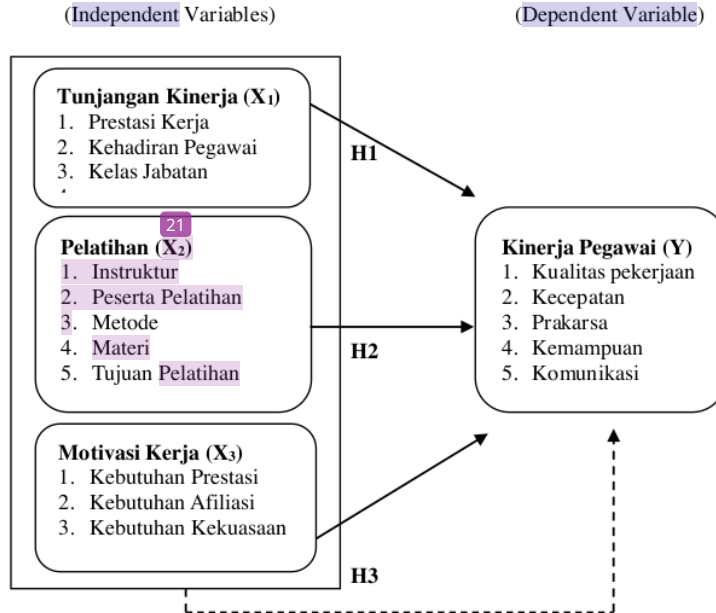 (Independent Variables)
(Dependent Variable)
Tunjangan Kinerja (X1)
1. Prestasi Kerja
2. Kehadiran Pegawai
3. Kelas Jabatan
H1
21
Pelatihan (X2)
1. Instruktur
2. Peserta Pelatihan
3. Metode
4. Materi
5. Tujuan Pelatihan
H2
Kinerja Pegawai (Y)
1. Kualitas pekerjaan
2. Kecepatan
3. Prakarsa
4. Kemampuan
5. Komunikasi
Motivasi Kerja (X3)
1. Kebutuhan Prestasi
2. Kebutuhan Afiliasi
3. Kebutuhan Kekuasaan
H3